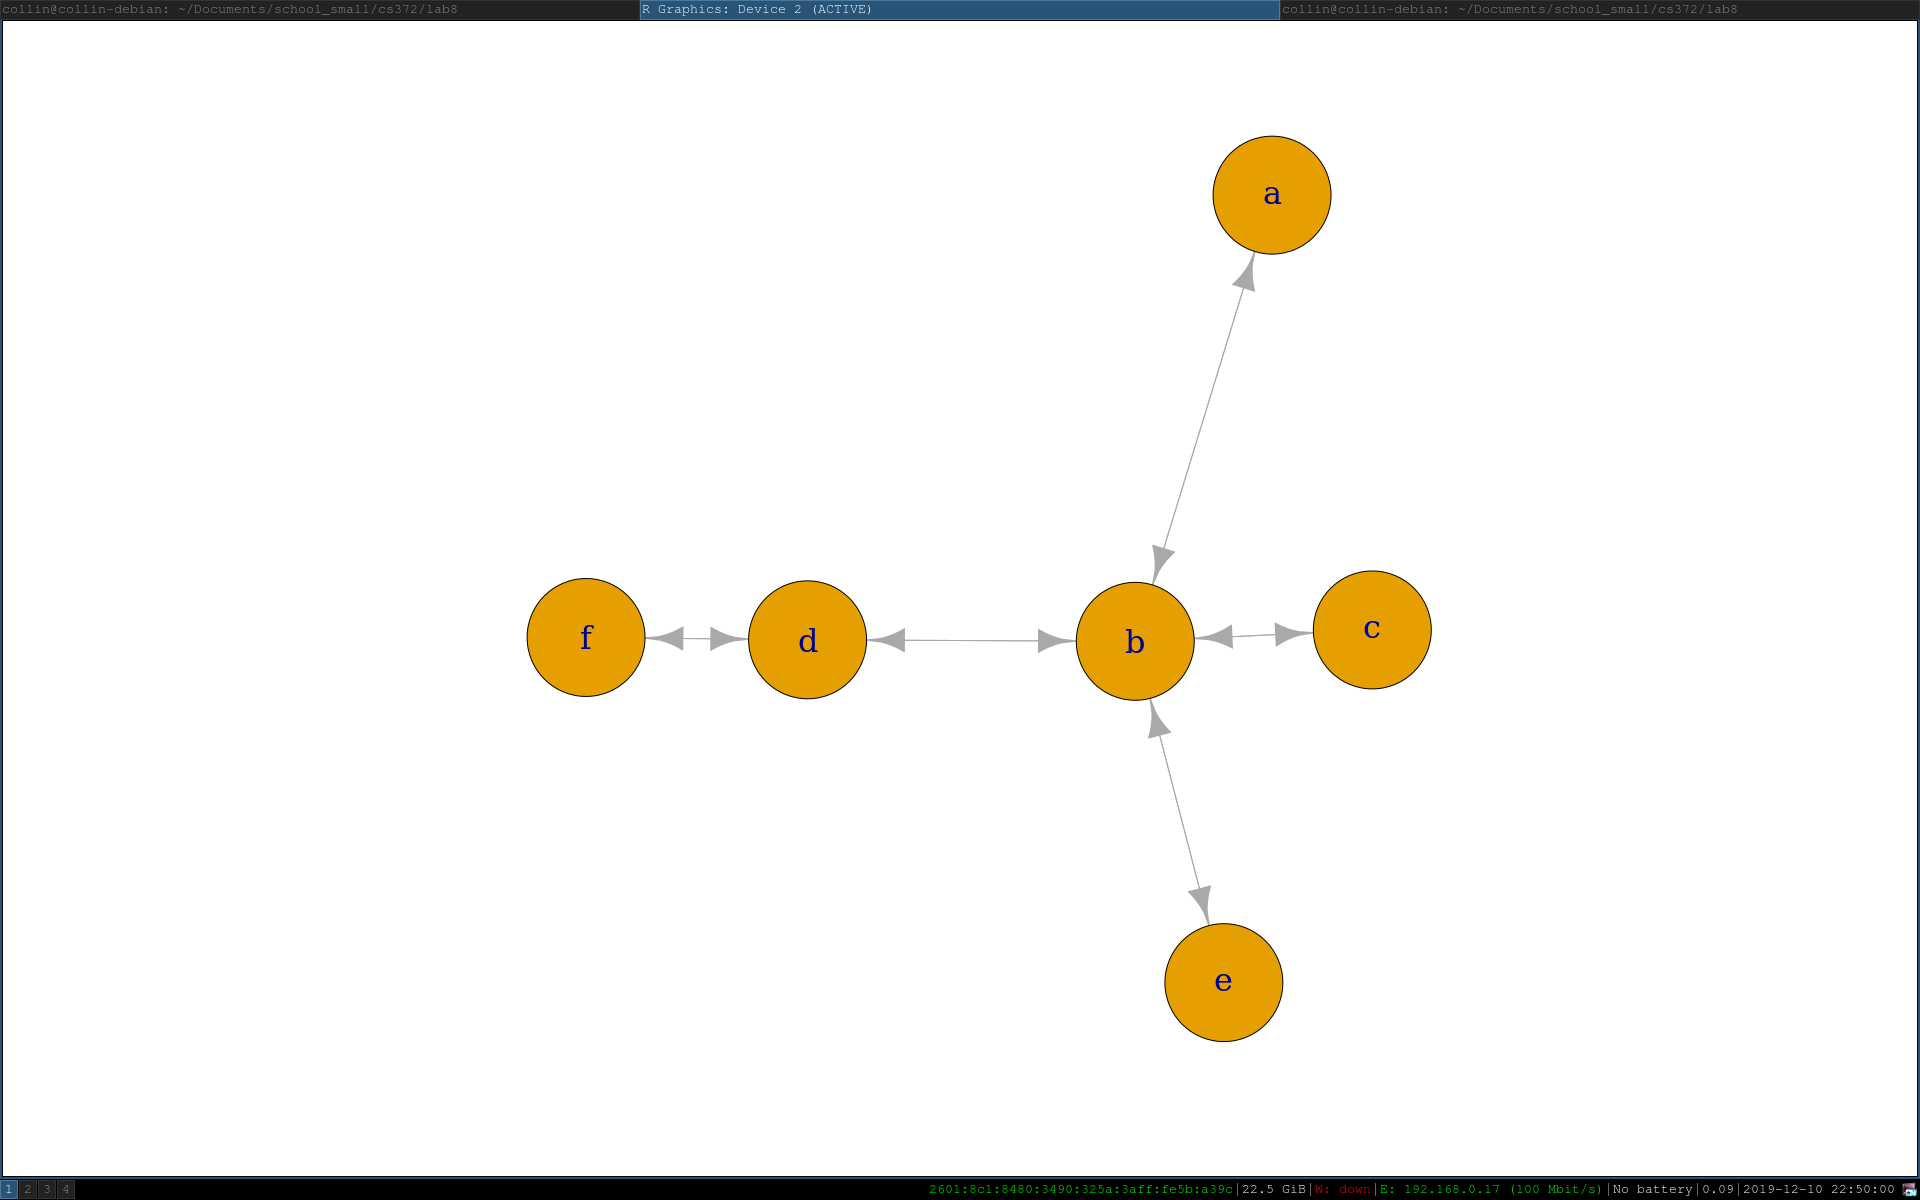 collin@collin-debian: ~/Documents/school_small/cs372/lab8
R Graphics: Device 2 (ACTIVE)
collin@collin-debian: ~/Documents/school_small/cs372/lab8
a
f
d
b
c
e
1 2 3 4
2601:8c1:8480:3490:325a:3aff:fe5b:a39c|22.5 GiB|W: down|E: 192.168.0.17 (100 Mbit/s)|No battery|0.09|2019-12-10 22:50:00